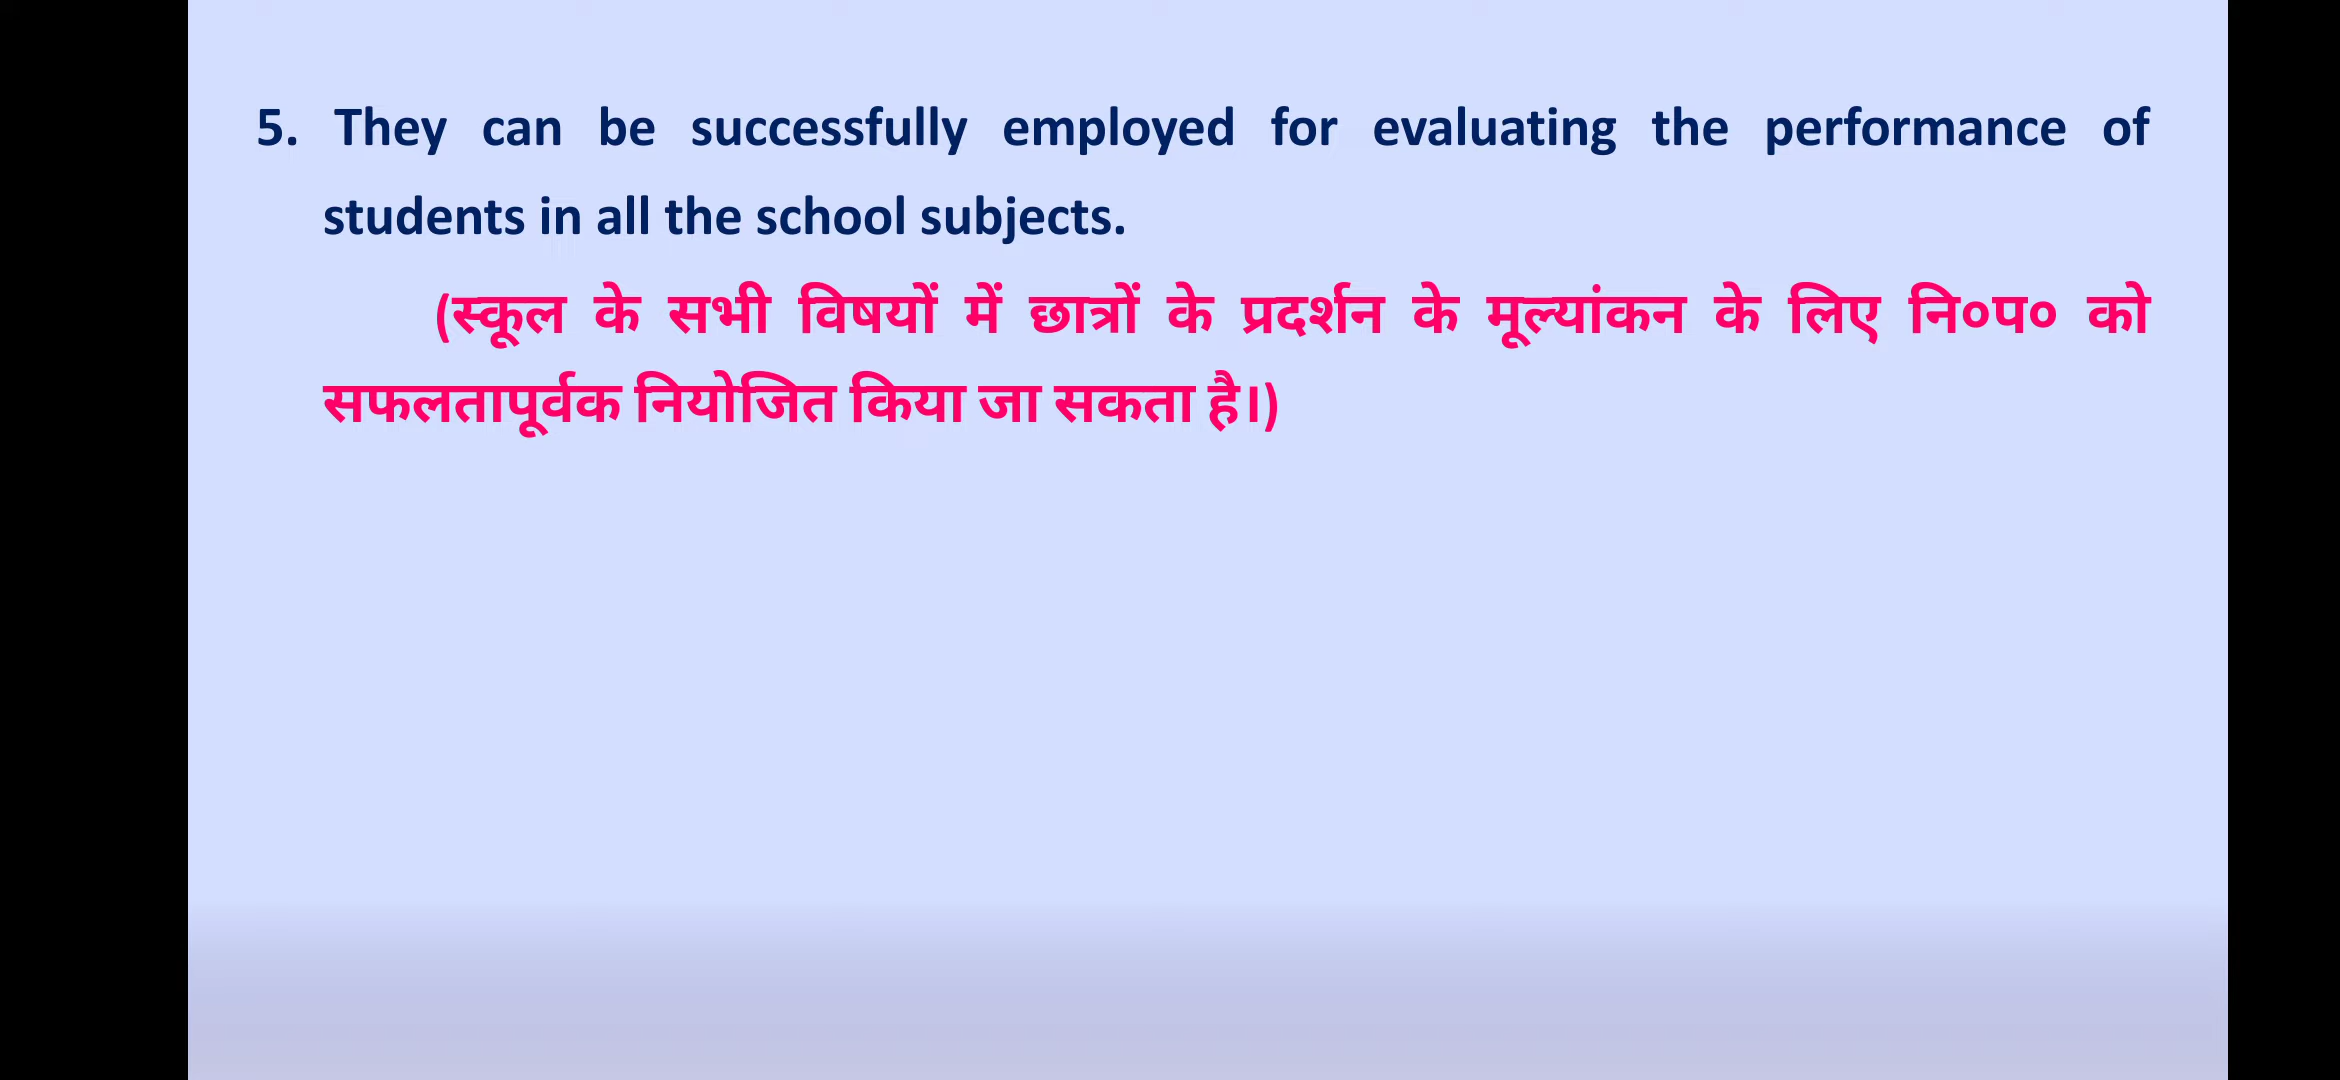 5. They can be successfully employed for evaluating the performance of
students in all the school subjects.
(स्कूल के सभी विषयों में छात्रों के प्रदर्शन के मूल्यांकन के लिए नि०प० को
सफलतापूर्वक नियोजित किया जा सकता है।)